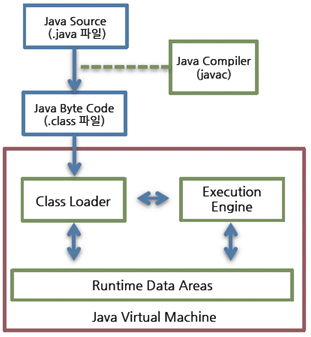 Java Source
(.java 파일)
Java Compiler
(javac)
Java Byte Code
(.class 파일)
Class Loader
Execution
Engine
Runtime Data Areas
Java Virtual Machine